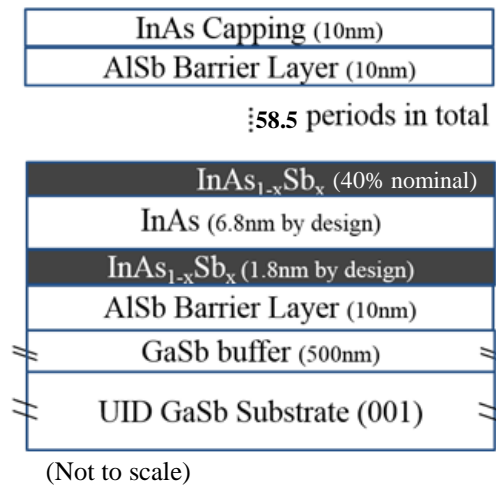 InAs Capping (10nm)
AlSb Barrier Layer (10nm)
58.5 periods in total
InAs1-xSbx (40% nominal)
InAs (6.8nm by design)
InAs1-xSbx (1.8nm by design)
AlSb Barrier Layer (10nm)
GaSb buffer (500nm)
UID GaSb Substrate (001)
(Not to scale)